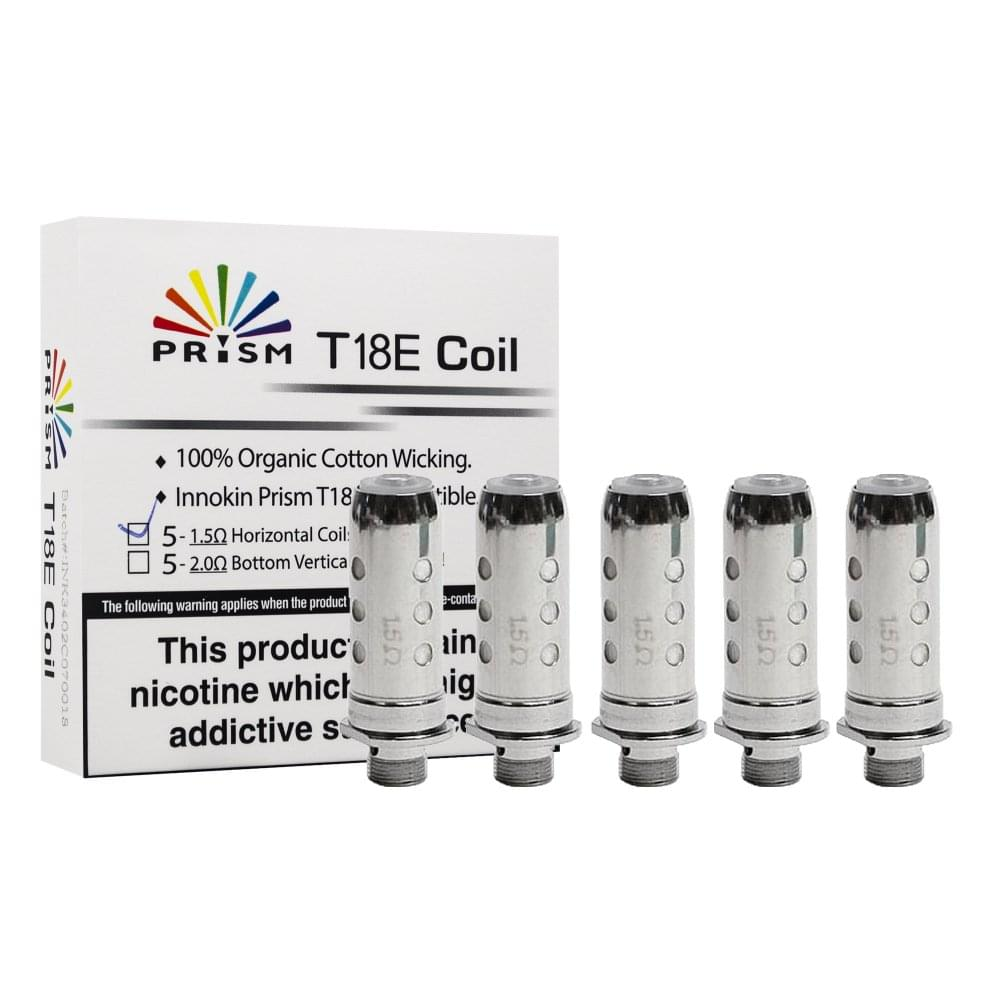 PRiSM T18E Coil
♦ 100% Organic Cotton Wicking.
♦ Innokin Prism T18
5- 1.5Ω Horizontal Coil
5- 2.0Ω Bottom Vertica
The following warning applies when the product
This produc
nicotine which
addictive s
PRiSM T18E Coil
1.5Ω
1.5Ω
1.5Ω
1.5Ω
1.5Ω